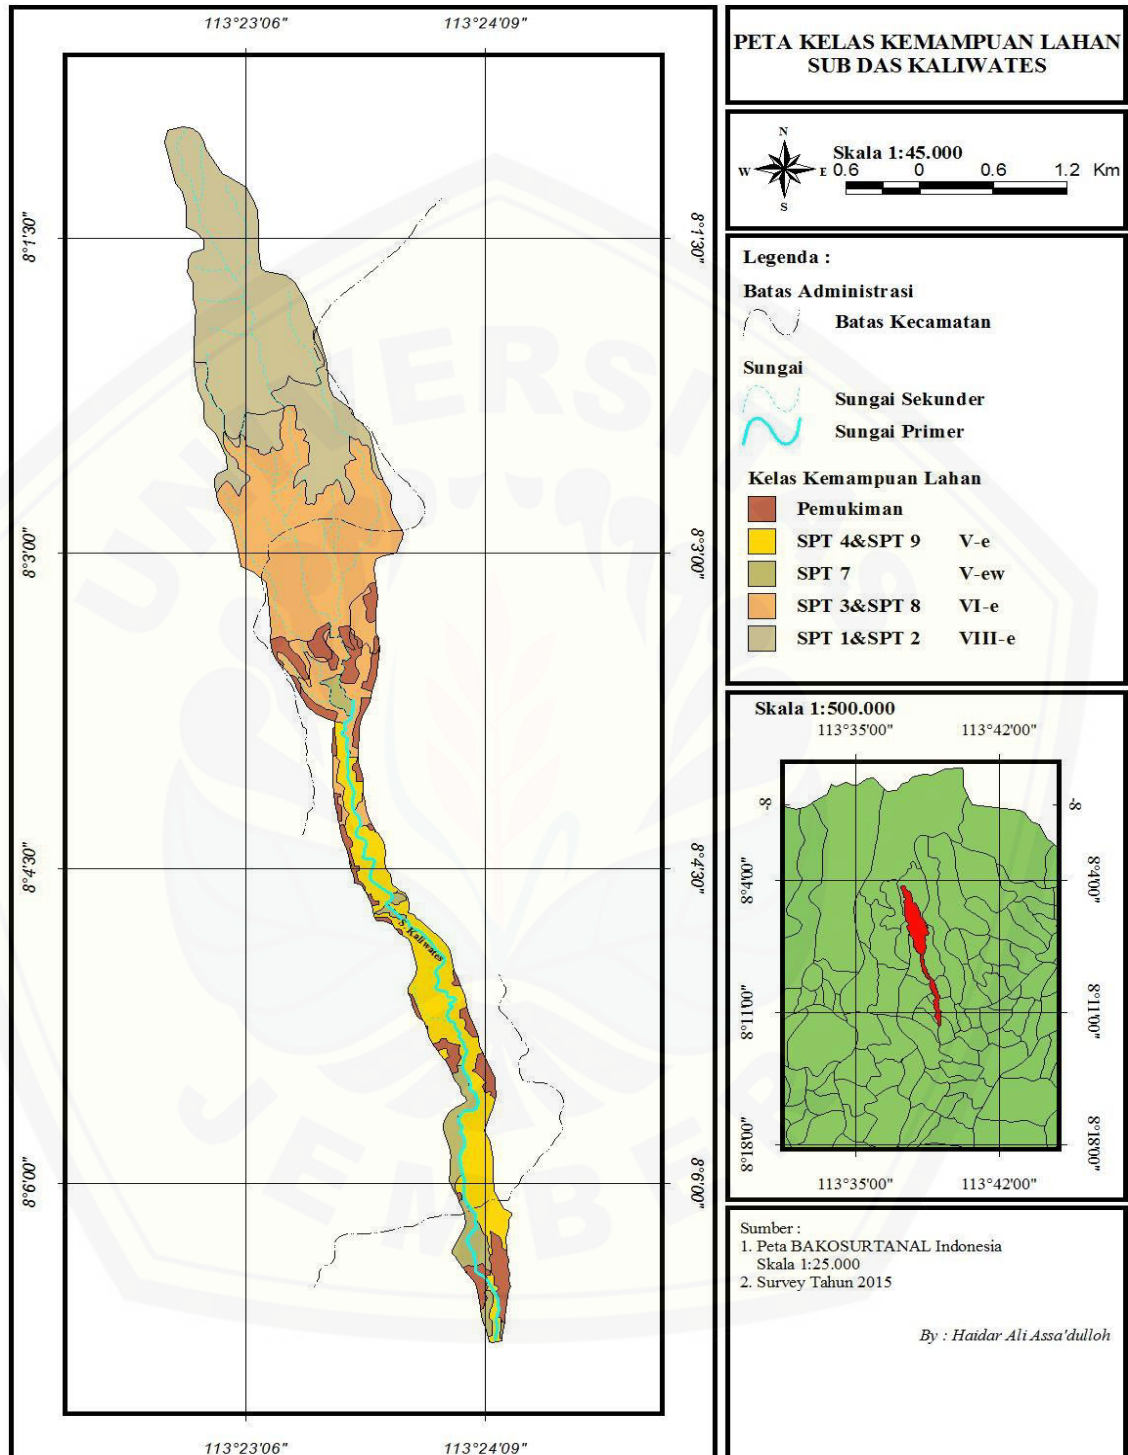 113°23'06" 113°24'09"
8°1'30" 8°1'30"
8°3'00" 8°3'00"
8°4'30" 8°4'30"
S. Kaliwates
8°6'00" 8°6'00"
113°23'06" 113°24'09"
PETA KELAS KEMAMPUAN LAHAN
SUB DAS KALIWATES
N
W E
S
Skala 1:45.000
0.6 0 0.6 1.2 Km
Legenda :
Batas Administrasi
Batas Kecamatan
Sungai
Sungai Sekunder
Sungai Primer
Kelas Kemampuan Lahan
Pemukiman
SPT 4&SPT 9 V-e
SPT 7 V-ew
SPT 3&SPT 8 VI-e
SPT 1&SPT 2 VIII-e
Skala 1:500.000
113°35'00" 113°42'00"
-8 -8
8°4'00" 8°4'00"
8°11'00" 8°11'00"
8°18'00" 8°18'00"
113°35'00" 113°42'00"
Sumber :
1. Peta BAKOSURTANAL Indonesia
Skala 1:25.000
2. Survey Tahun 2015
By : Haidar Ali Assa'dulloh
UNIVERSITAS
JEMBER